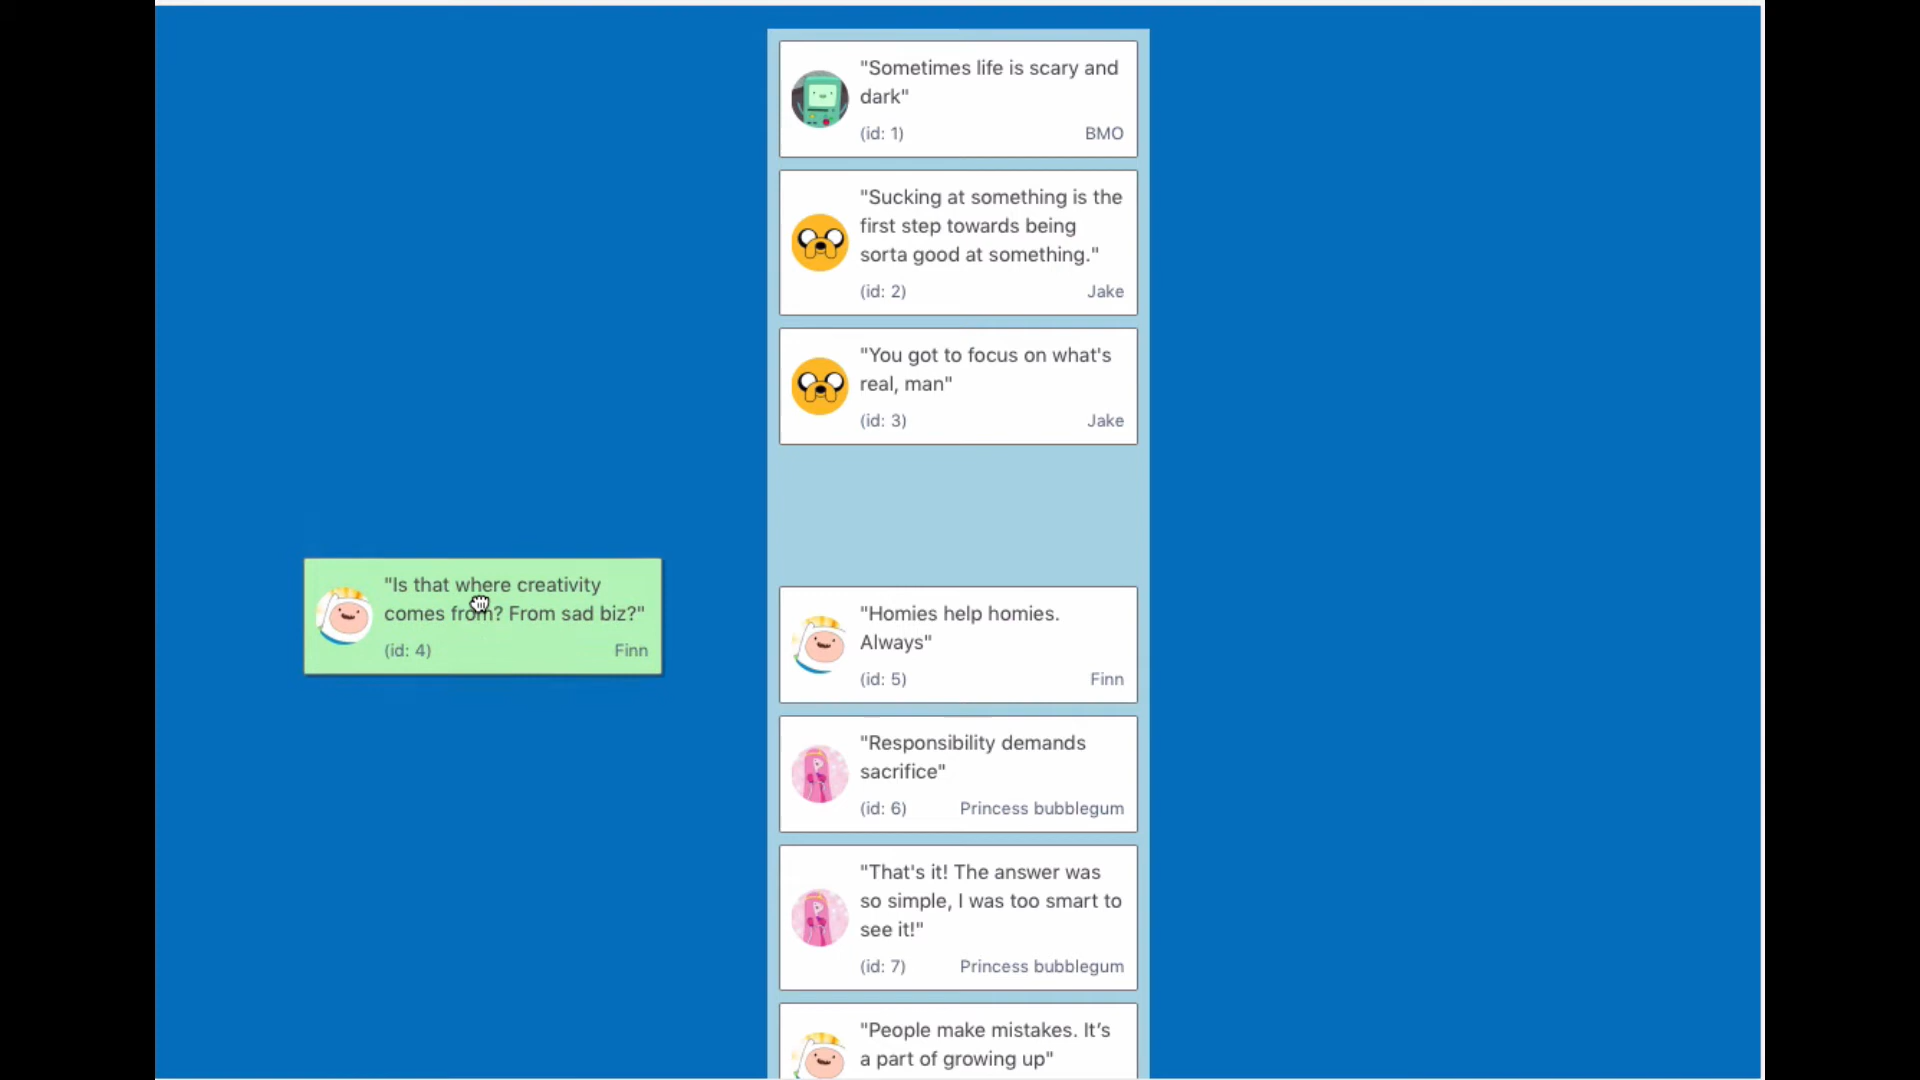 "Sometimes life is scary and
dark"
(id: 1) BMO
"Sucking at something is the
first step towards being
sorta good at something."
(id: 2) Jake
"You got to focus on what's
real, man"
(id: 3) Jake
"Is that where creativity
comes from? From sad biz?"
(id: 4) Finn
"Homies help homies.
Always"
(id: 5) Finn
"Responsibility demands
sacrifice"
(id: 6) Princess bubblegum
"That's it! The answer was
so simple, I was too smart to
see it!"
(id: 7) Princess bubblegum
"People make mistakes. It’s
a part of growing up"